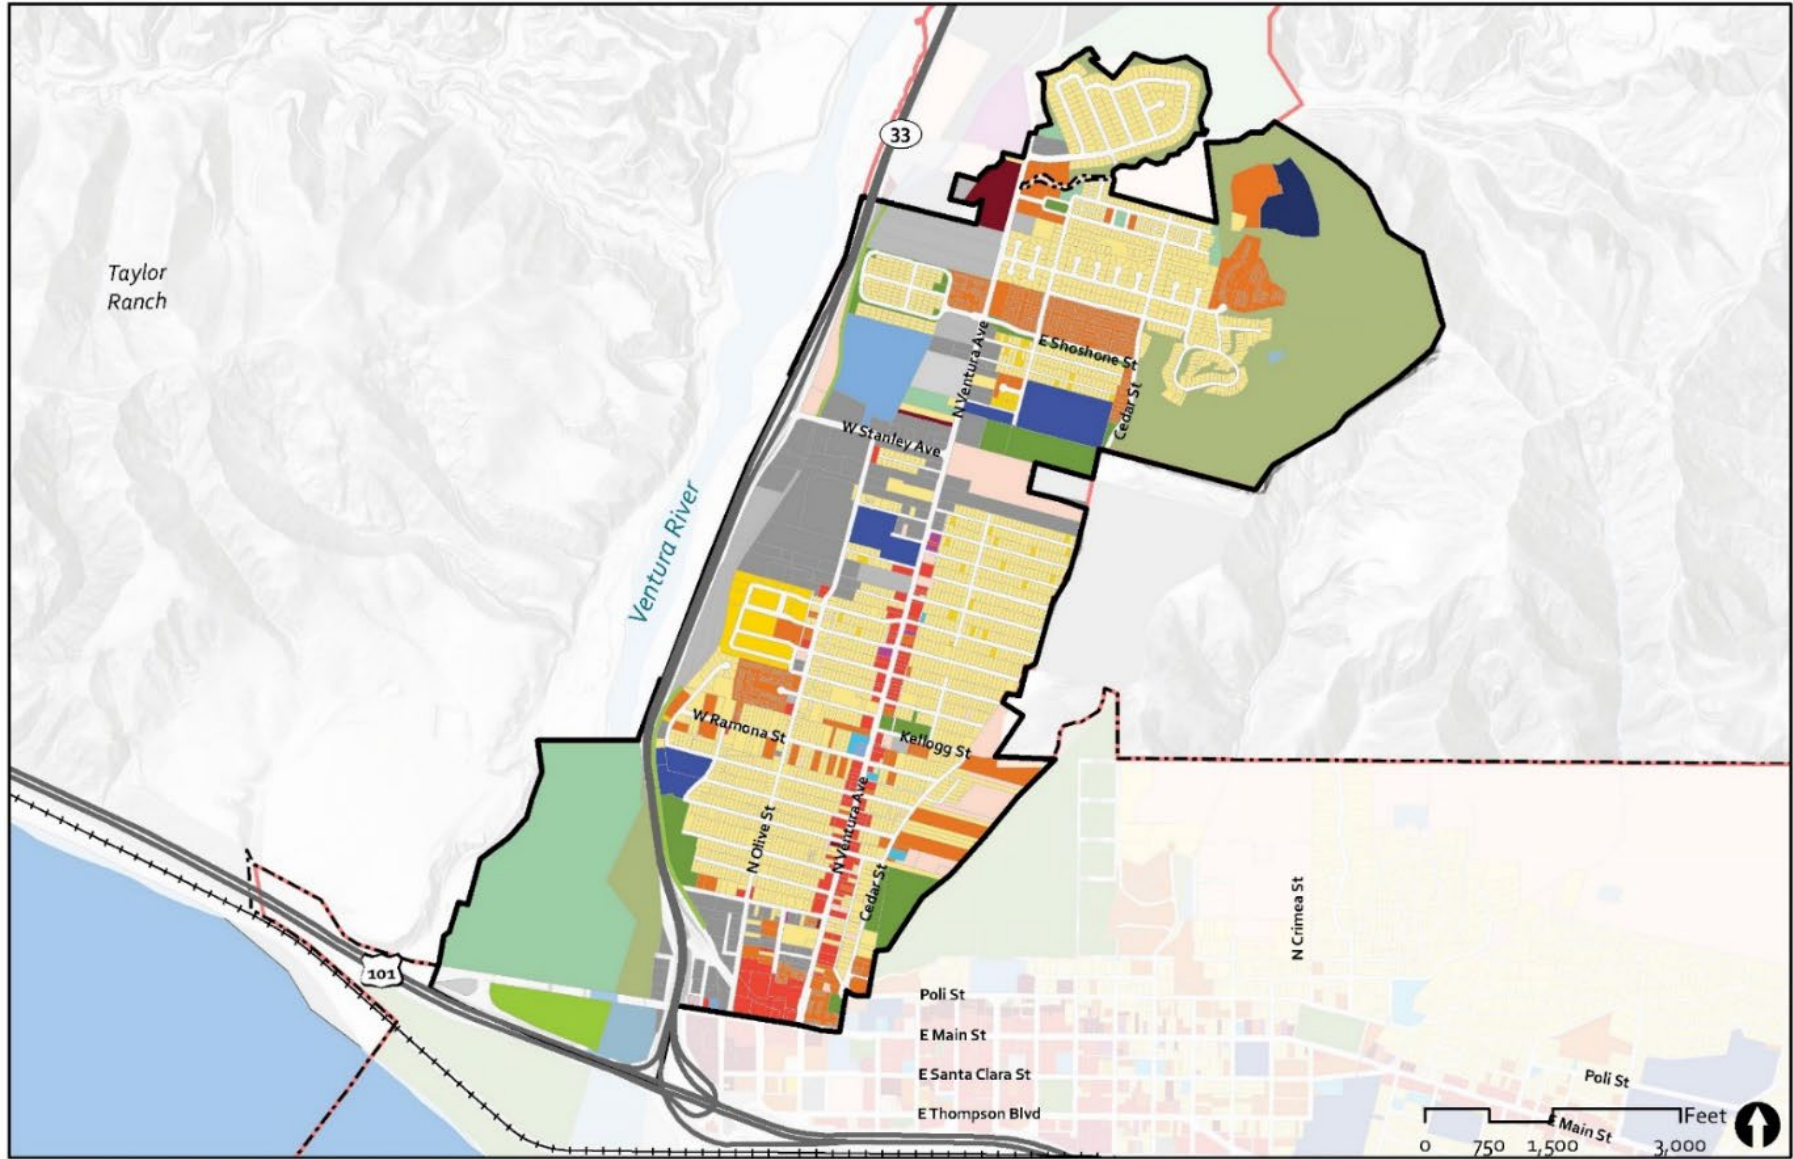 33
Taylor
Ranch
N Ventura Ave
E Shoshone St
Cedar St
W Stanley Ave
Ventura River
W Ramona St
Kellogg St
N Olive St
N Ventura Ave
Cedar St
N Crimea St
101
Poli St
E Main St
E Santa Clara St
E Thompson Blvd
Poli St
E Main St
Feet
0 750 1,500 3,000